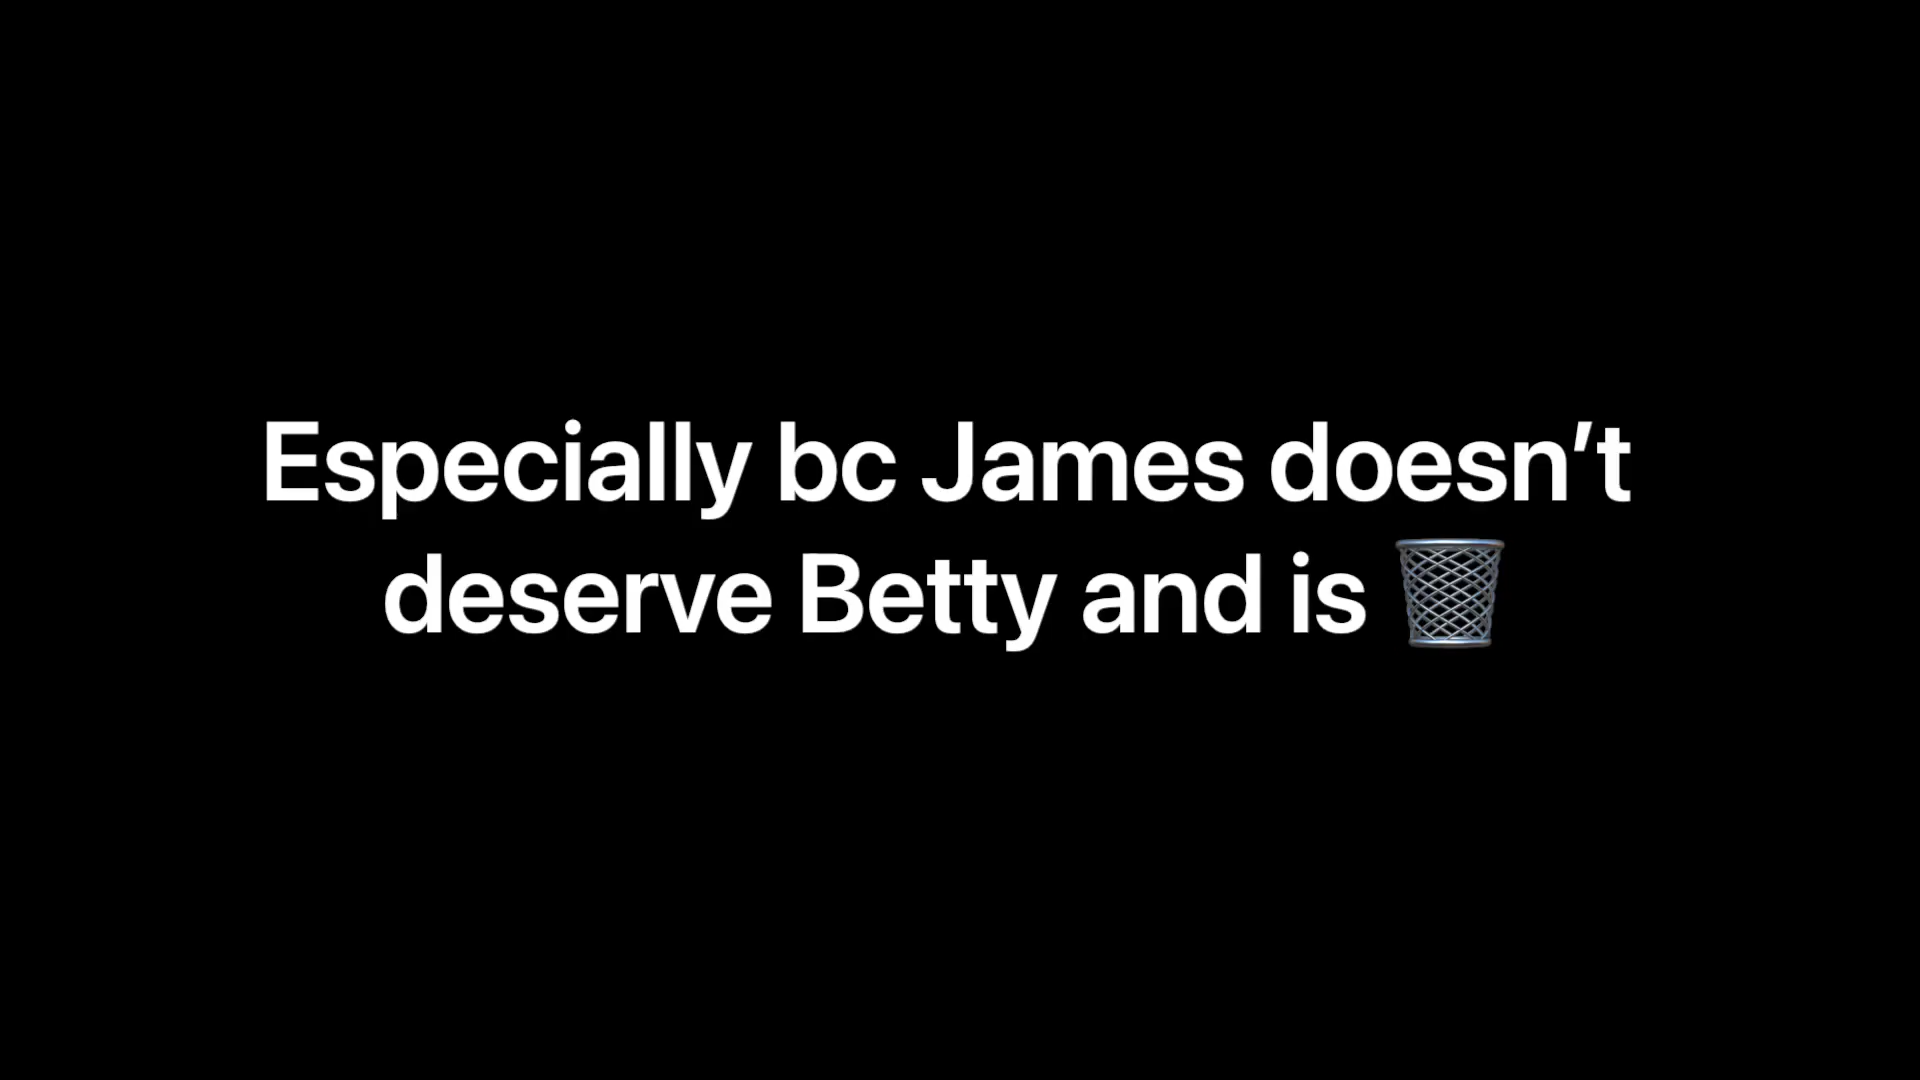 Especially bc James doesn’t
deserve Betty and is 🗑️